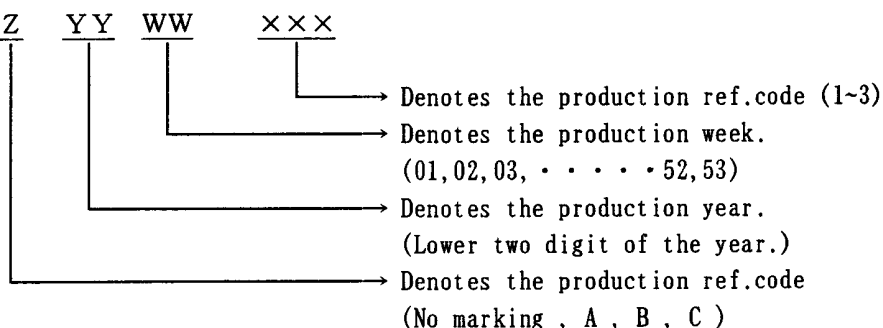 Z YY WW ×××
Denotes the production ref.code (1~3)
Denotes the production week.
(01,02,03,・・・・・52,53)
Denotes the production year.
(Lower two digit of the year.)
Denotes the production ref.code
(No marking , A , B , C )